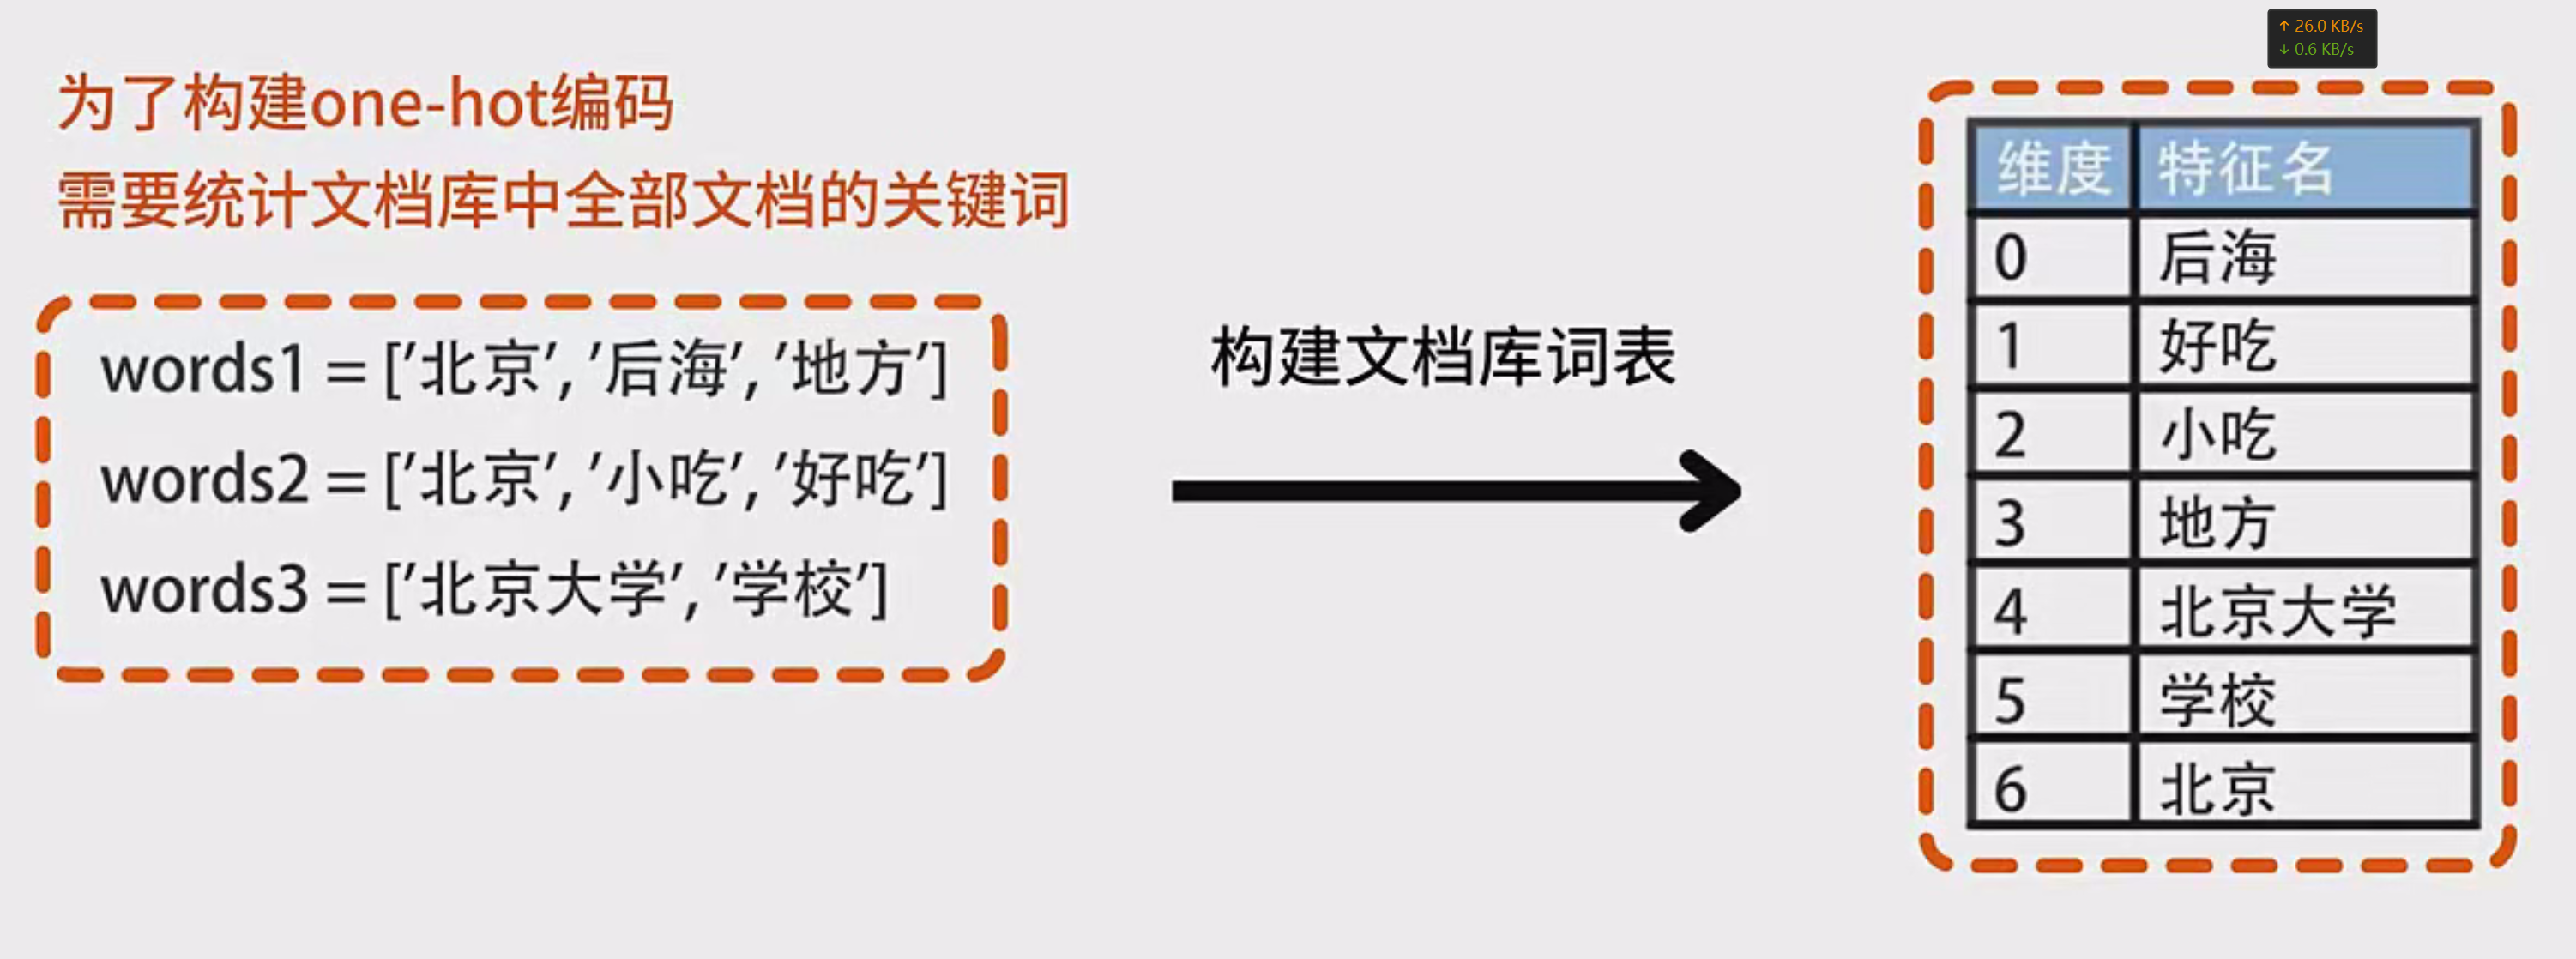 ↑ 26.0 KB/s
↓ 0.6 KB/s
为了构建one-hot编码
需要统计文档库中全部文档的关键词
words1 = ['北京', '后海', '地方']
words2 = ['北京', '小吃', '好吃']
words3 = ['北京大学', '学校']
构建文档库词表
维度 特征名
0 后海
1 好吃
2 小吃
3 地方
4 北京大学
5 学校
6 北京